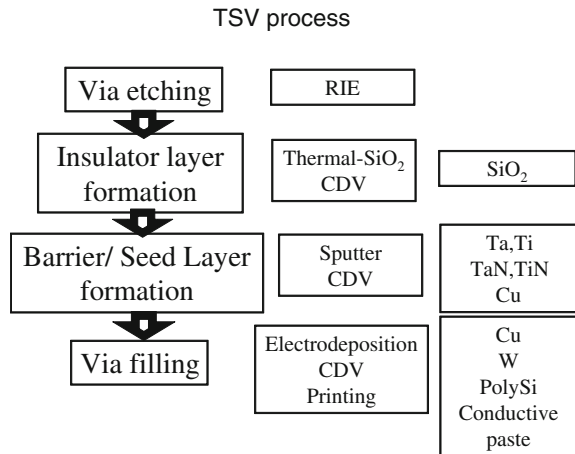 TSV process
Via etching
RIE
Insulator layer
formation
Thermal-SiO₂
CDV
SiO₂
Barrier/ Seed Layer
formation
Sputter
CDV
Ta,Ti
TaN,TiN
Cu
Via filling
Electrodeposition
CDV
Printing
Cu
W
PolySi
Conductive
paste